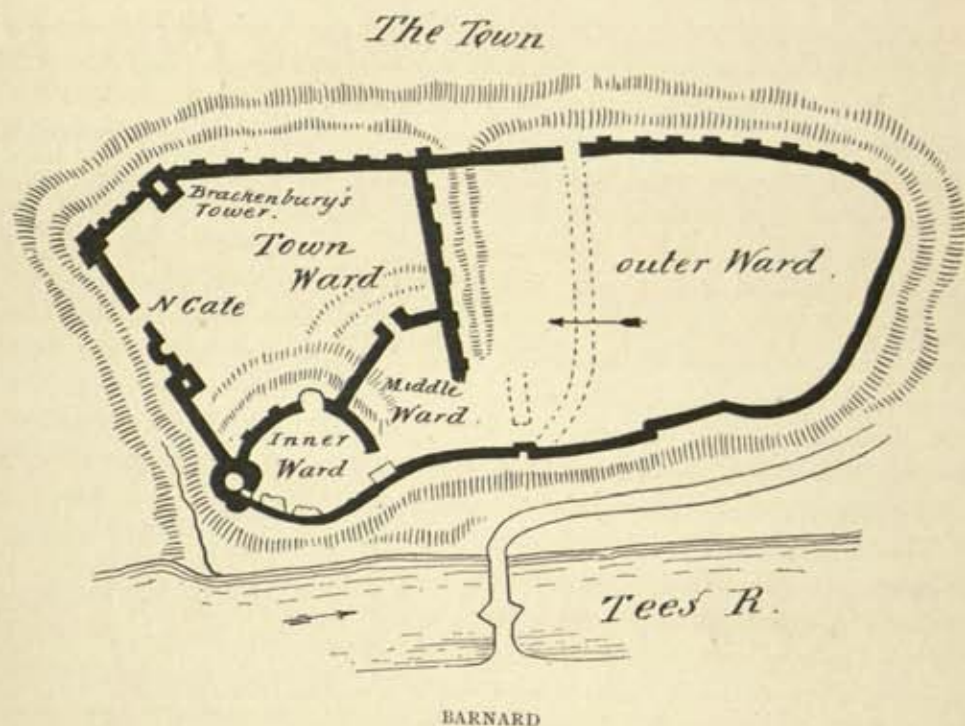 The Town
Brackenbury's
Tower.
Town
Ward
outer Ward.
N Gate
Middle
Ward
Inner
Ward
Tees R.
BARNARD